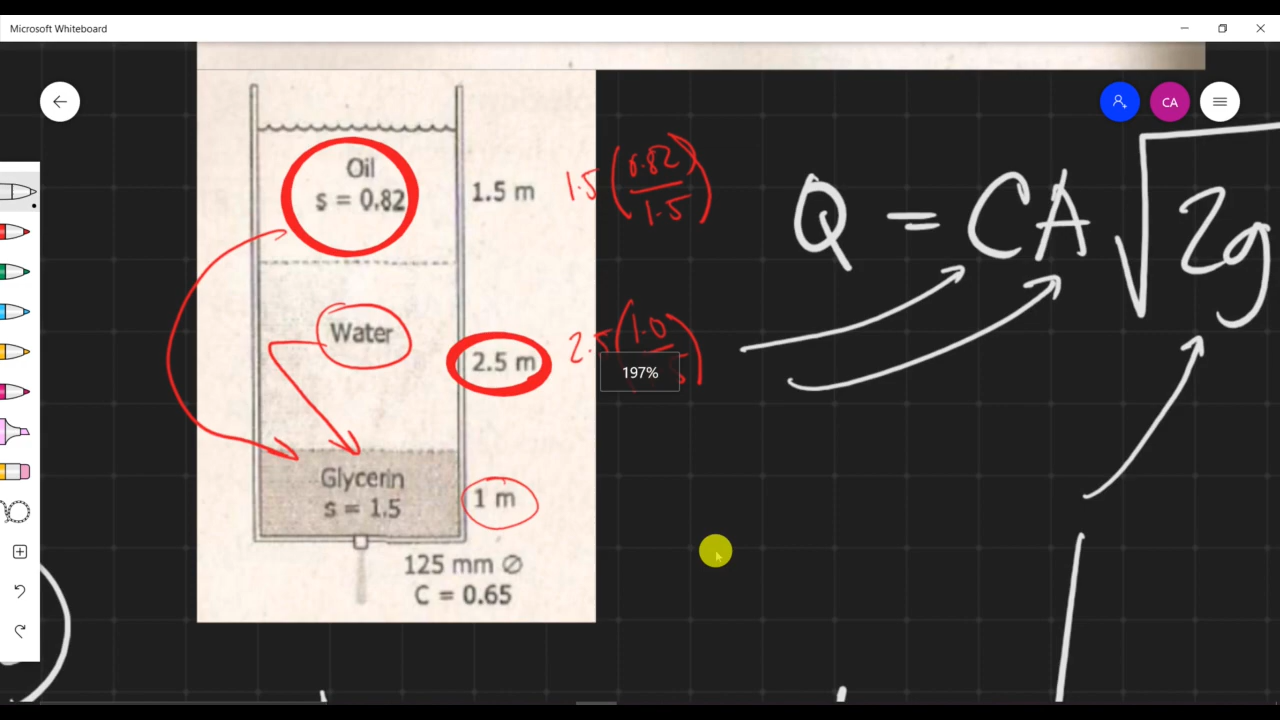 Microsoft Whiteboard
CA
Oil
s = 0.82
1.5 m
1.5 (0.82/1.5)
Q = CA √2g
Water
2.5 m
2.5 (1.0/
197%
Glycerin
s = 1.5
1 m
125 mm ∅
C = 0.65